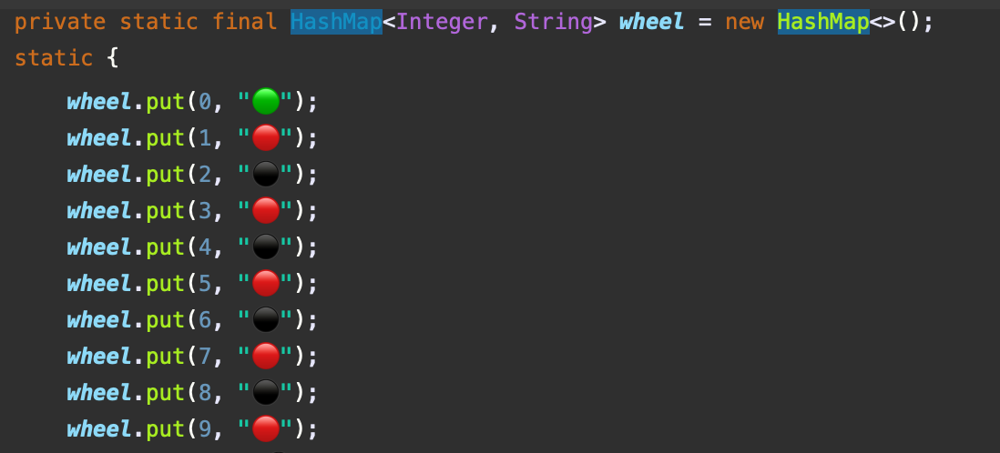 private static final HashMap<Integer, String> wheel = new HashMap<>();
static {
wheel.put(0, "🟢");
wheel.put(1, "🔴");
wheel.put(2, "⚫");
wheel.put(3, "🔴");
wheel.put(4, "⚫");
wheel.put(5, "🔴");
wheel.put(6, "⚫");
wheel.put(7, "🔴");
wheel.put(8, "⚫");
wheel.put(9, "🔴");